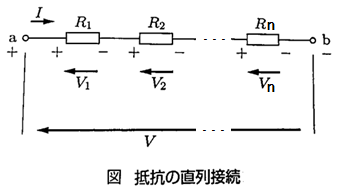 I
a R₁ R₂ Rn b
+ + - + - + - -
V₁ V₂ Vn
V
図 抵抗の直列接続